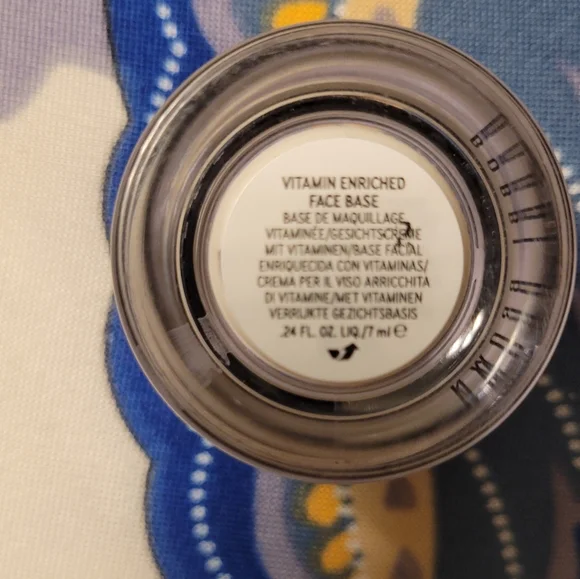 VITAMIN ENRICHED
FACE BASE
BASE DE MAQUILLAGE
VITAMINÉE/GESICHTSCREME
MIT VITAMINEN/BASE FACIAL
ENRIQUECIDA CON VITAMINAS/
CREMA PER IL VISO ARRICCHITA
DI VITAMINE/MET VITAMINEN
VERRIJKTE GEZICHTSBASIS
.24 FL. OZ. LIQ./7 ml ℮
BOBBI BROWN